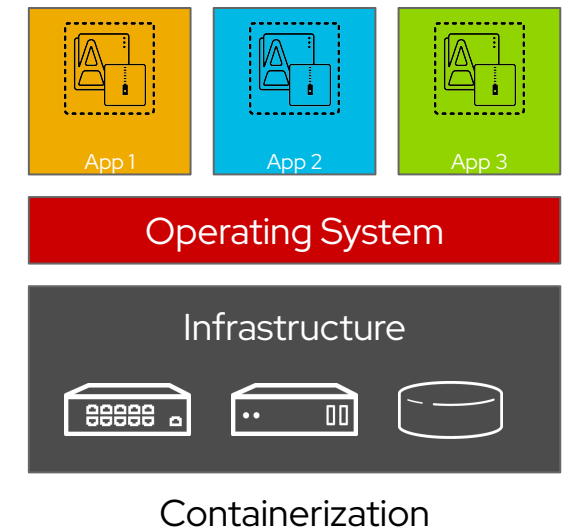 App 1
App 2
App 3
Operating System
Infrastructure
Containerization